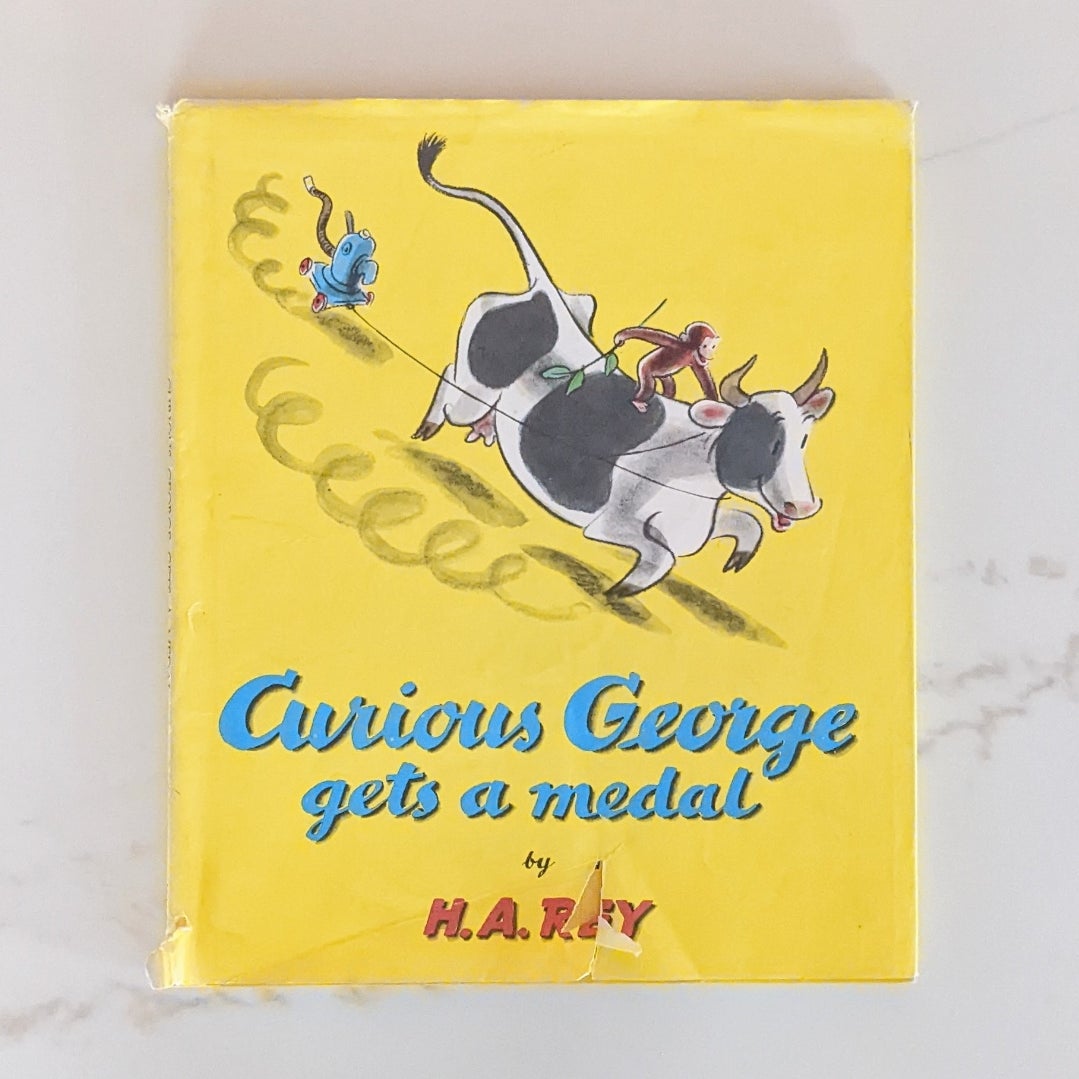 Curious George
gets a medal
by
H.A. REY